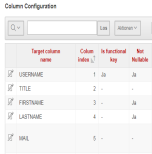 Column Configuration
Los Aktionen
Target column name Colum index Is functional key Not Nullable
USERNAME 1 Ja Ja
TITLE 2 - -
FIRSTNAME 3 - Ja
LASTNAME 4 - Ja
MAIL 6 - -